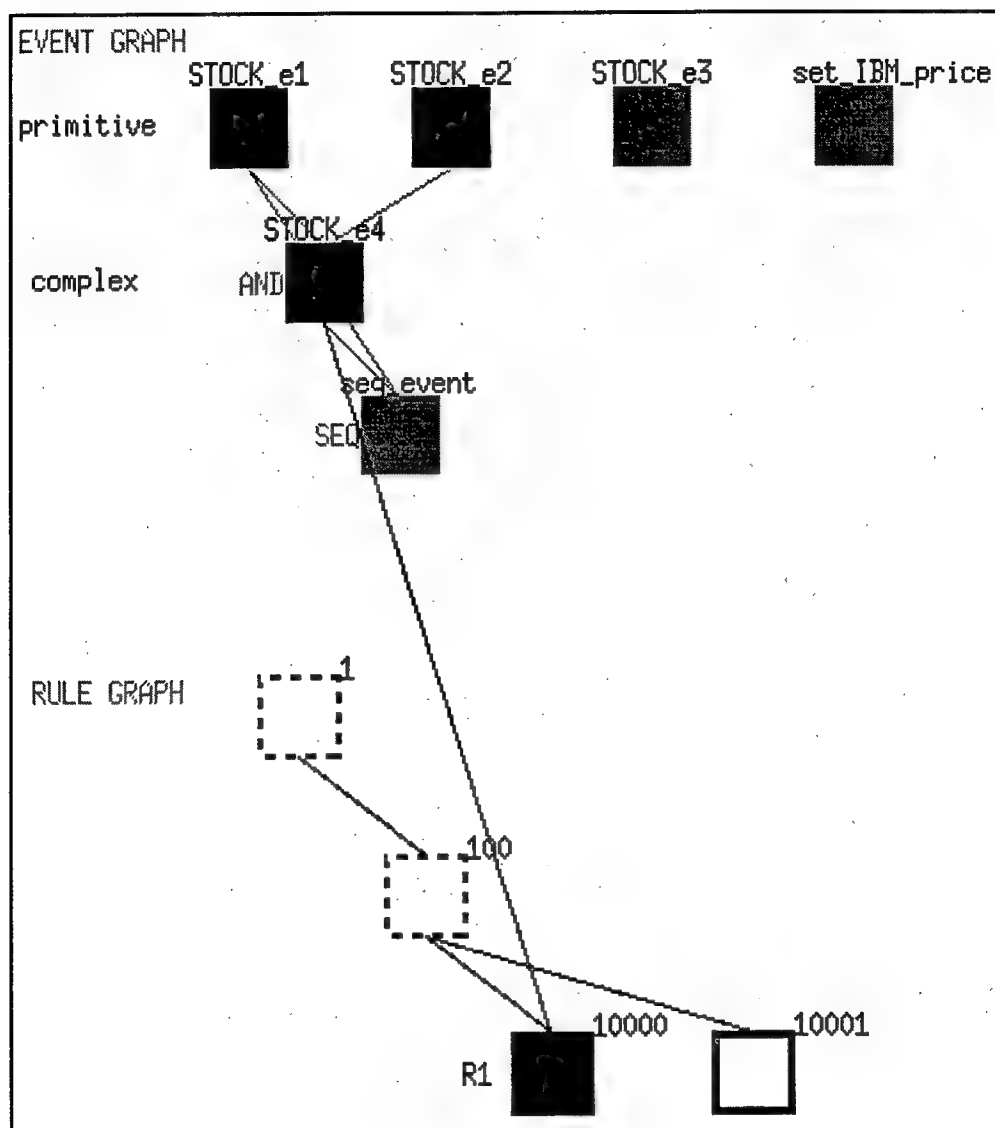 EVENT GRAPH
STOCK_e1 STOCK_e2 STOCK_e3 set_IBM_price
primitive
STOCK_e4
complex AND
seq_event
SEQ
1
RULE GRAPH
100
10000 10001
R1